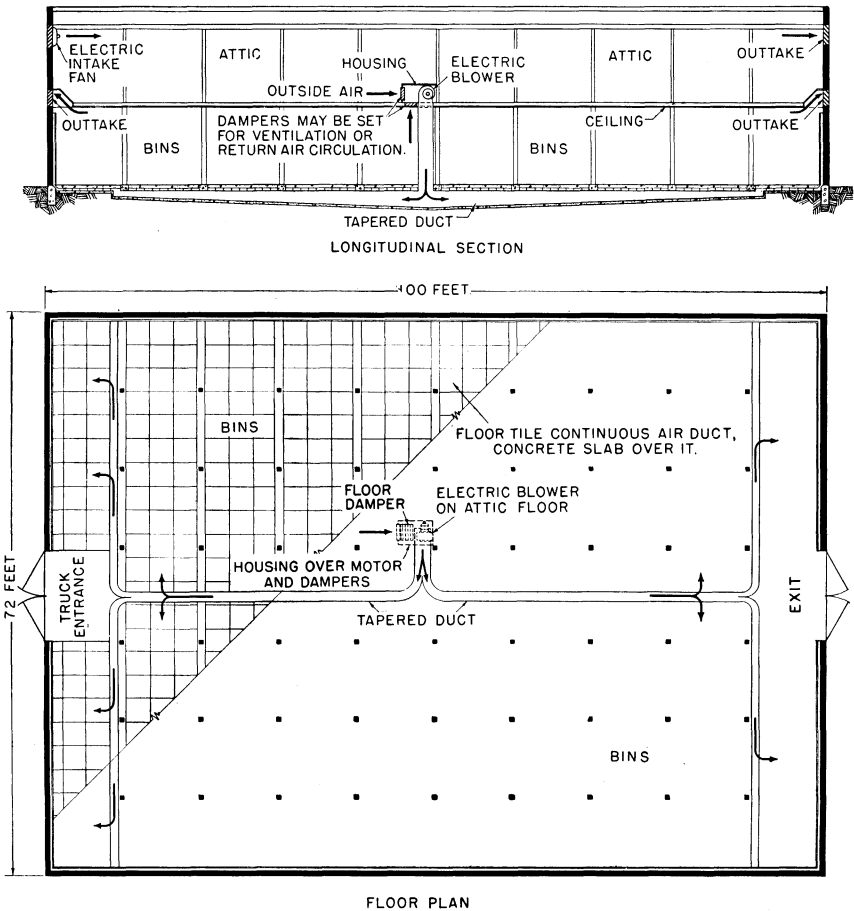 ELECTRIC
INTAKE
FAN
ATTIC
HOUSING
ELECTRIC
BLOWER
ATTIC
OUTTAKE
OUTSIDE AIR
OUTTAKE
DAMPERS MAY BE SET
FOR VENTILATION OR
RETURN AIR CIRCULATION.
CEILING
OUTTAKE
BINS
BINS
TAPERED DUCT
LONGITUDINAL SECTION
100 FEET
BINS
FLOOR TILE CONTINUOUS AIR DUCT,
CONCRETE SLAB OVER IT.
FLOOR
DAMPER
ELECTRIC BLOWER
ON ATTIC FLOOR
HOUSING OVER MOTOR
AND DAMPERS
72 FEET
TRUCK
ENTRANCE
TAPERED DUCT
EXIT
BINS
FLOOR PLAN